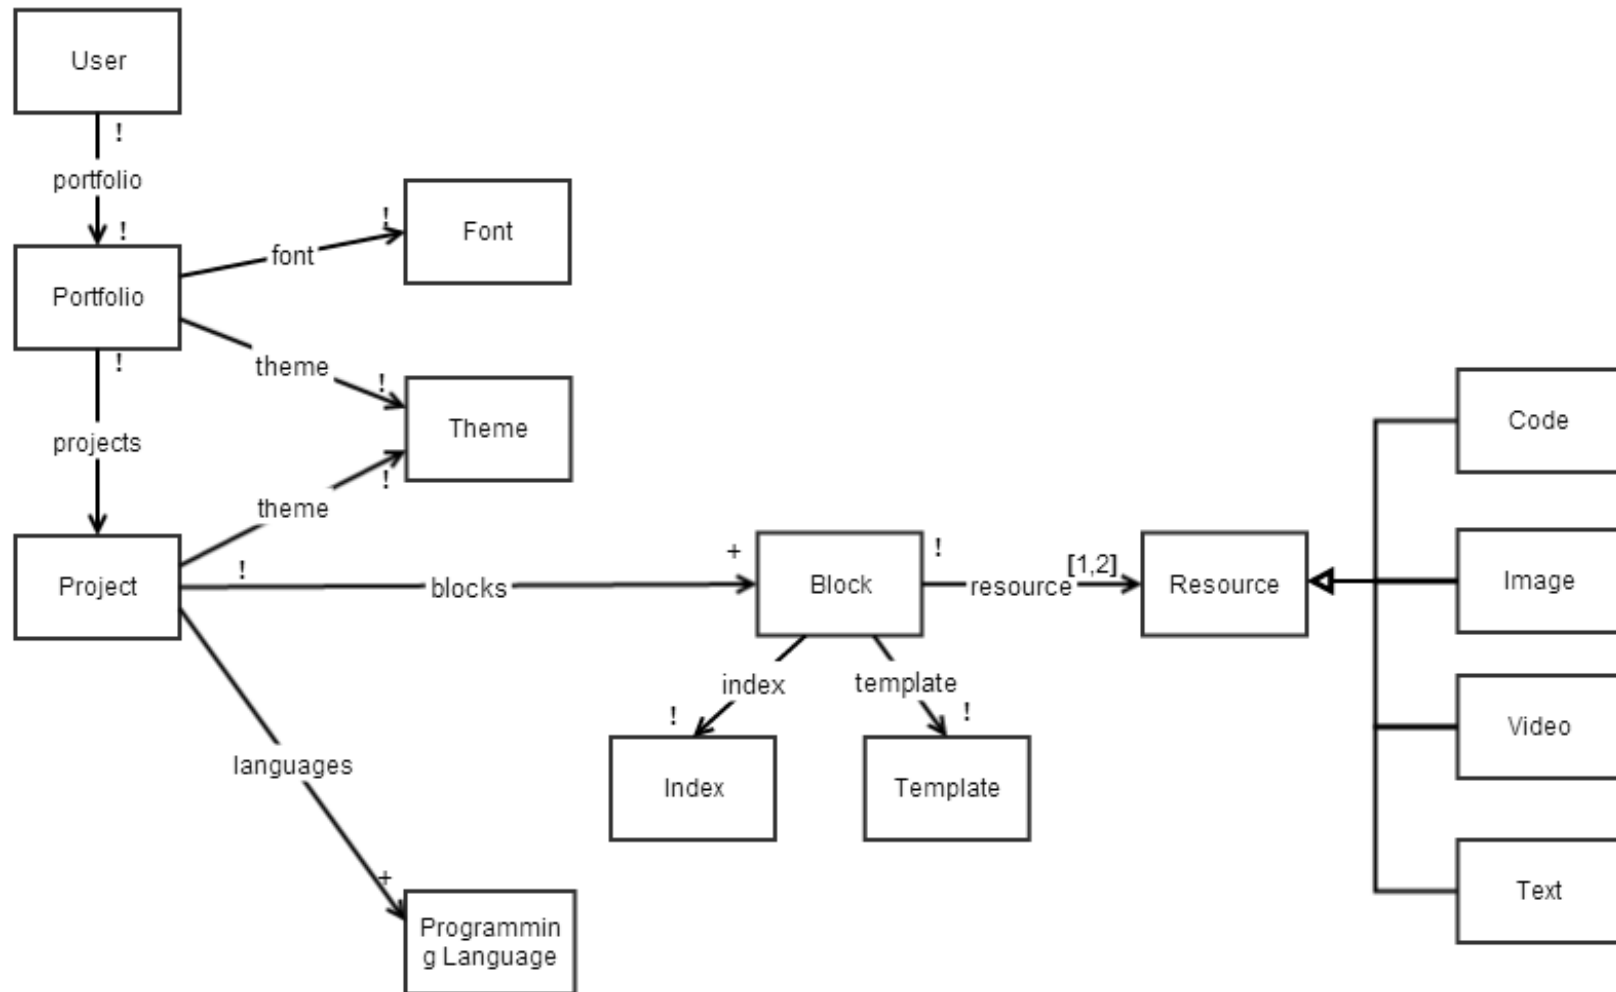 User
!
portfolio
!
Portfolio
!
font
!
Font
theme
!
Theme
projects
theme
!
Project
!
blocks
+
Block
!
resource
[1,2]
Resource
Code
Image
Video
Text
index
!
Index
template
!
Template
languages
+
Programmin
g Language